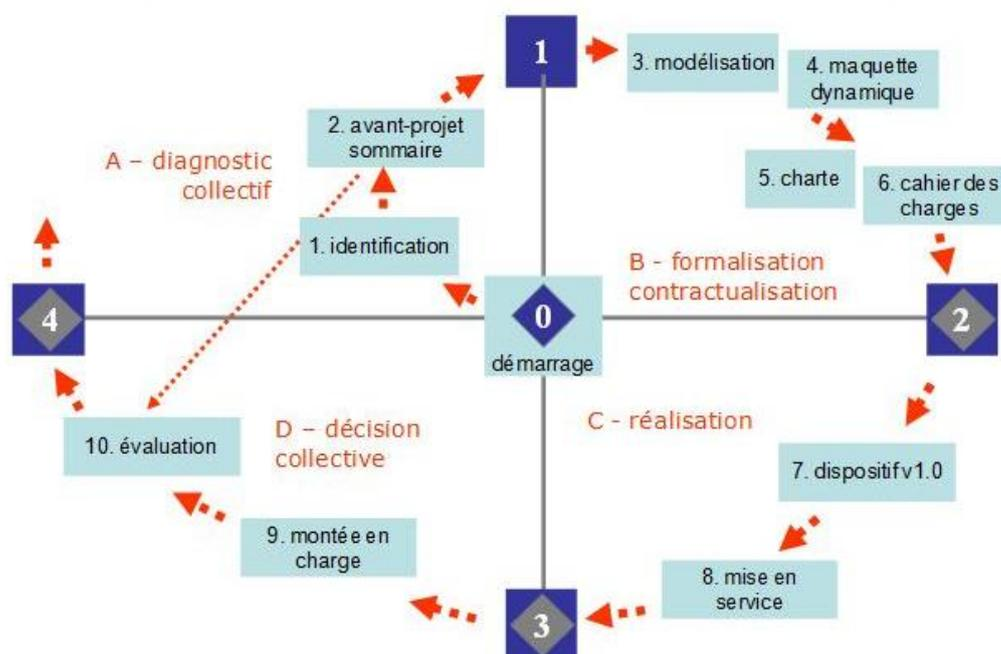 1
3. modélisation
4. maquette
dynamique
2. avant-projet
sommaire
A – diagnostic
collectif
5. charte
6. cahier des
charges
1. identification
B - formalisation
contractualisation
4
0
démarrage
2
C - réalisation
D – décision
collective
10. évaluation
7. dispositif v1.0
9. montée en
charge
8. mise en
service
3